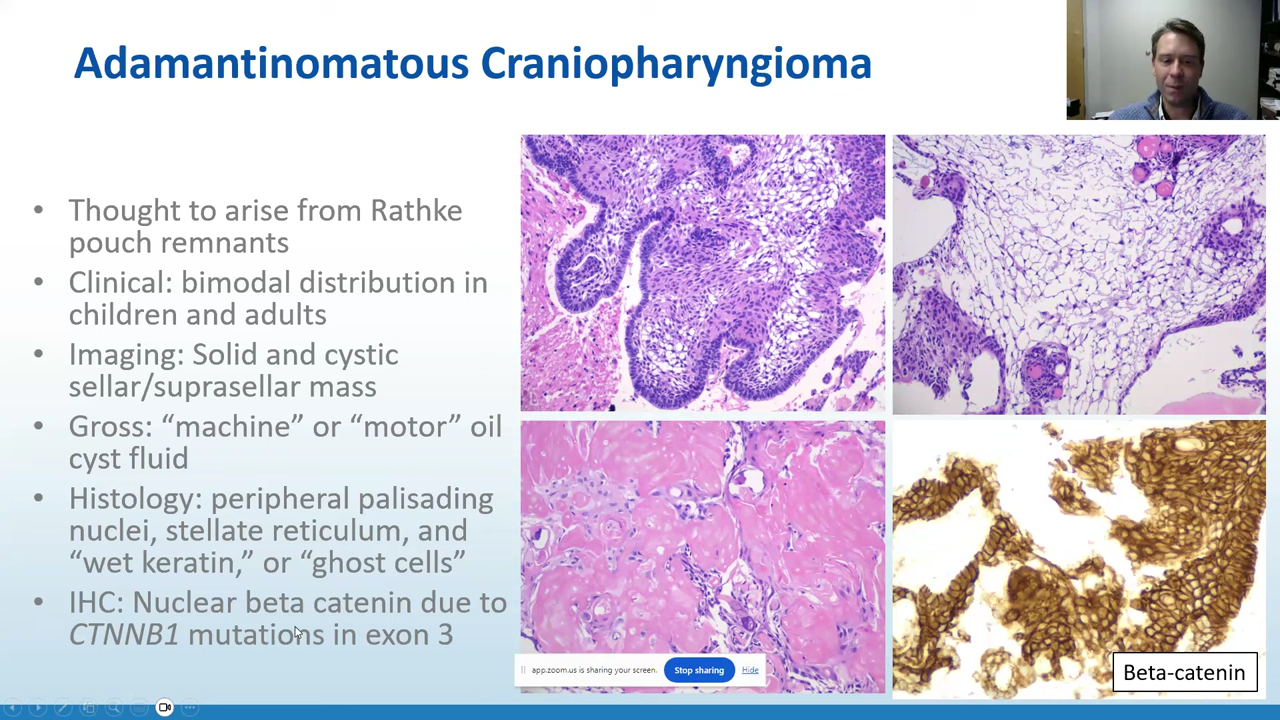 Adamantinomatous Craniopharyngioma
• Thought to arise from Rathke
pouch remnants
• Clinical: bimodal distribution in
children and adults
• Imaging: Solid and cystic
sellar/suprasellar mass
• Gross: “machine” or “motor” oil
cyst fluid
• Histology: peripheral palisading
nuclei, stellate reticulum, and
“wet keratin,” or “ghost cells”
• IHC: Nuclear beta catenin due to
CTNNB1 mutations in exon 3
app.zoom.us is sharing your screen. Stop sharing Hide
Beta-catenin